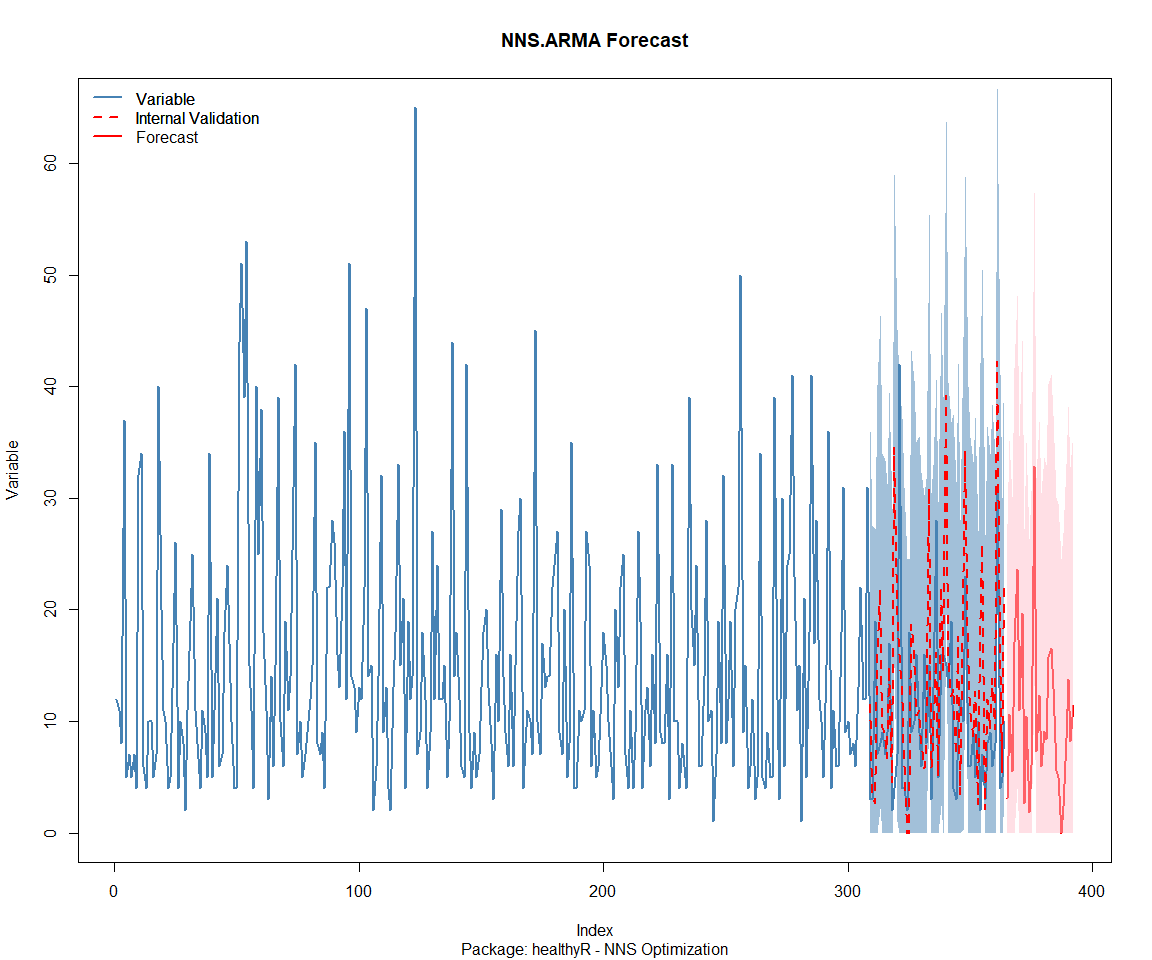 NNS.ARMA Forecast
Variable
Internal Validation
Forecast
Variable
60
50
40
30
20
10
0
0 100 200 300 400
Index
Package: healthyR - NNS Optimization